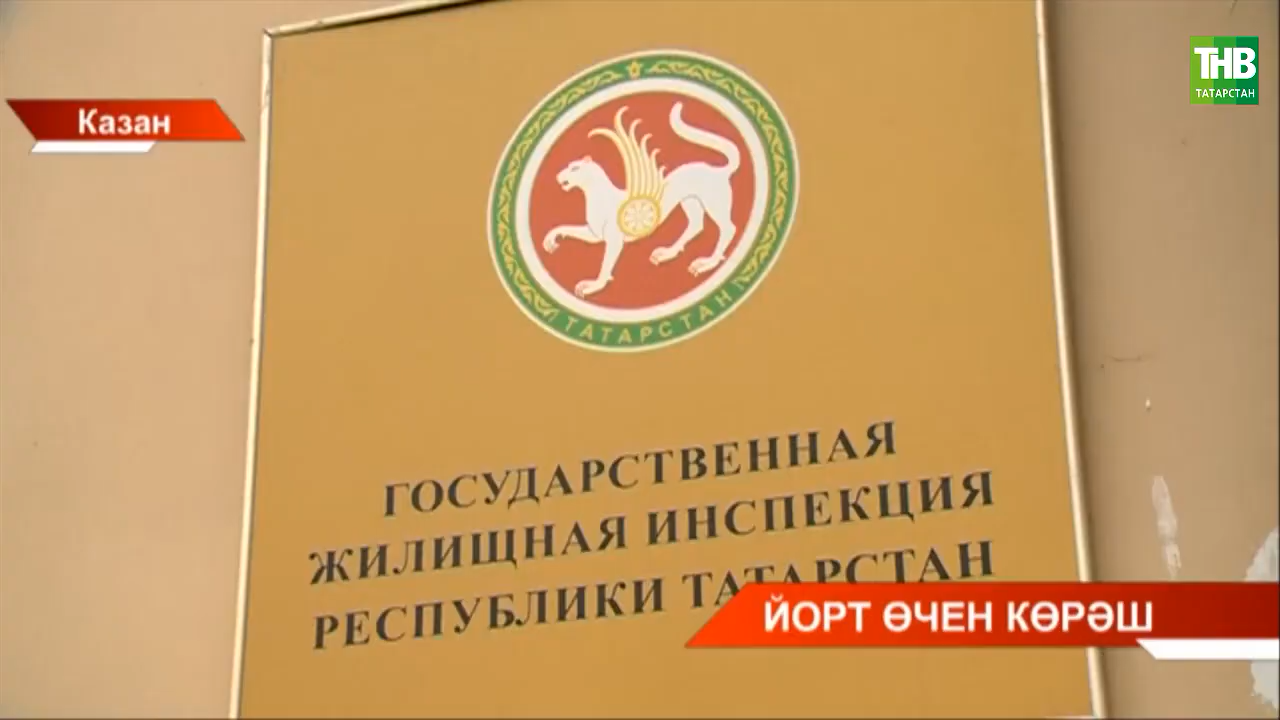 ТНВ
ТАТАРСТАН
Казан
ТАТАРСТАН
ГОСУДАРСТВЕННАЯ
ЖИЛИЩНАЯ ИНСПЕКЦИЯ
РЕСПУБЛИКИ ТАТАРСТАН
ЙОРТ ӨЧЕН КӨРӘШ